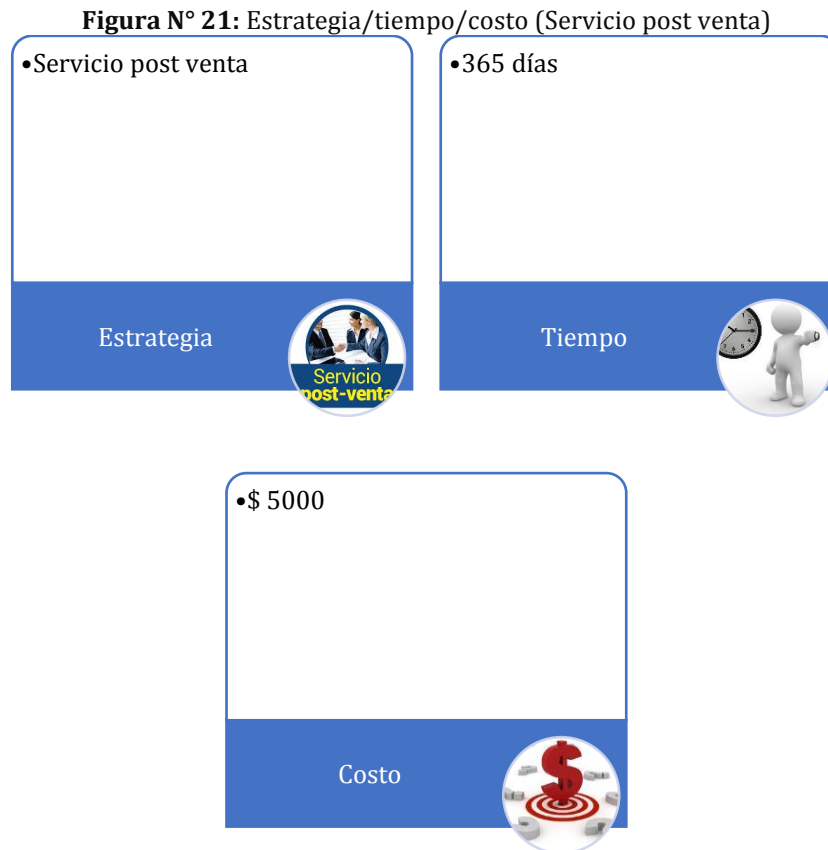 Figura N° 21: Estrategia/tiempo/costo (Servicio post venta)
•Servicio post venta
•365 días
Estrategia
Servicio
post-venta
Tiempo
•$ 5000
Costo